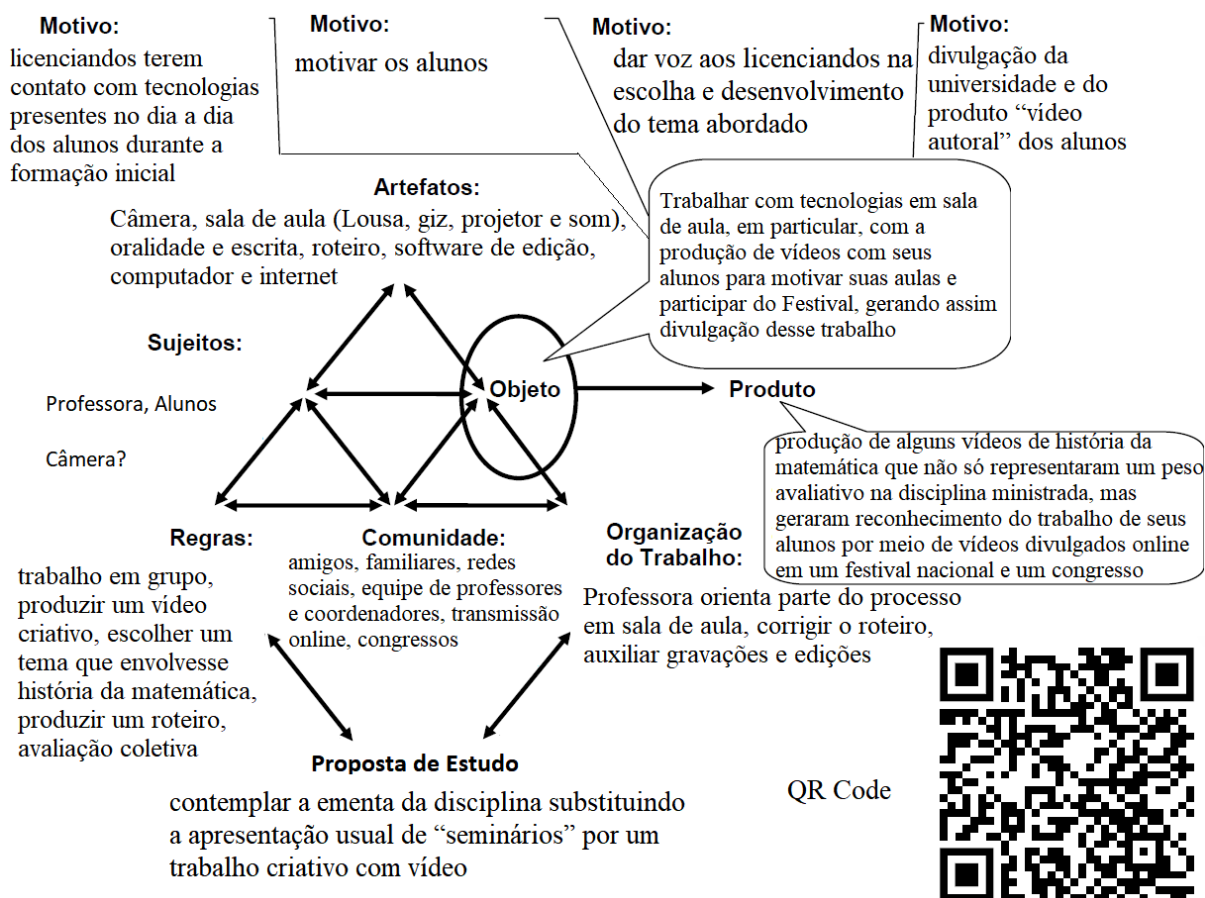 Motivo:
licenciandos terem
contato com tecnologias
presentes no dia a dia
dos alunos durante a
formação inicial
Motivo:
motivar os alunos
Motivo:
dar voz aos licenciandos na
escolha e desenvolvimento
do tema abordado
Motivo:
divulgação da
universidade e do
produto “vídeo
autoral” dos alunos
Artefatos:
Câmera, sala de aula (Lousa, giz, projetor e som),
oralidade e escrita, roteiro, software de edição,
computador e internet
Trabalhar com tecnologias em sala
de aula, em particular, com a
produção de vídeos com seus
alunos para motivar suas aulas e
participar do Festival, gerando assim
divulgação desse trabalho
Sujeitos:
Professora, Alunos
Câmera?
Objeto
Produto
produção de alguns vídeos de história da
matemática que não só representaram um peso
avaliativo na disciplina ministrada, mas
geraram reconhecimento do trabalho de seus
alunos por meio de vídeos divulgados online
em um festival nacional e um congresso
Regras:
trabalho em grupo,
produzir um vídeo
criativo, escolher um
tema que envolvesse
história da matemática,
produzir um roteiro,
avaliação coletiva
Comunidade:
amigos, familiares, redes
sociais, equipe de professores
e coordenadores, transmissão
online, congressos
Organização
do Trabalho:
Professora orienta parte do processo
em sala de aula, corrigir o roteiro,
auxiliar gravações e edições
Proposta de Estudo
contemplar a ementa da disciplina substituindo
a apresentação usual de “seminários” por um
trabalho criativo com vídeo
QR Code